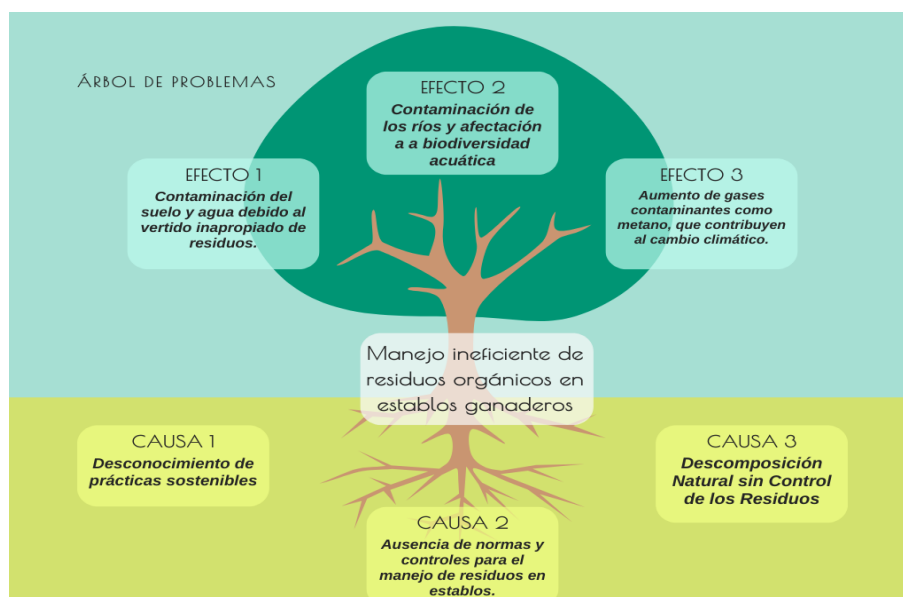 ÁRBOL DE PROBLEMAS
EFECTO 2
Contaminación de
los ríos y afectación
a a biodiversidad
acuática
EFECTO 1
Contaminación del
suelo y agua debido al
vertido inapropiado de
residuos.
EFECTO 3
Aumento de gases
contaminantes como
metano, que contribuyen
al cambio climático.
Manejo ineficiente de
residuos orgánicos en
establos ganaderos
CAUSA 1
Desconocimiento de
prácticas sostenibles
CAUSA 2
Ausencia de normas y
controles para el
manejo de residuos en
establos.
CAUSA 3
Descomposición
Natural sin Control
de los Residuos